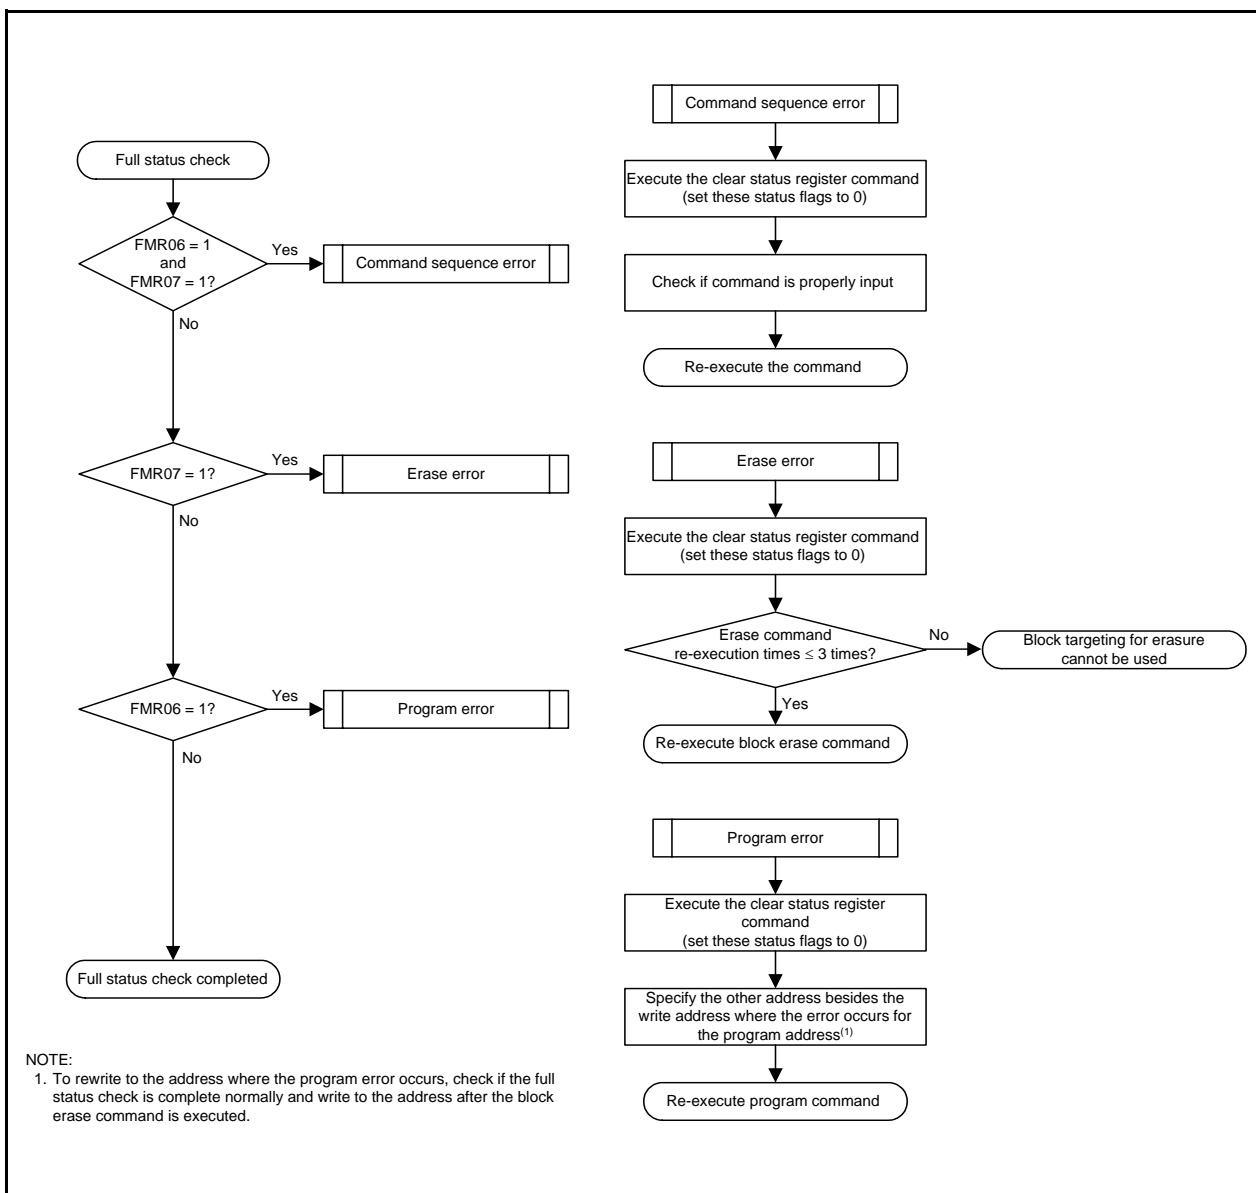 Full status check
FMR06 = 1
and
FMR07 = 1?
Yes
Command sequence error
No
FMR07 = 1?
Yes
Erase error
No
FMR06 = 1?
Yes
Program error
No
Full status check completed
Command sequence error
Execute the clear status register command
(set these status flags to 0)
Check if command is properly input
Re-execute the command
Erase error
Execute the clear status register command
(set these status flags to 0)
Erase command
re-execution times ≤ 3 times?
No
Block targeting for erasure
cannot be used
Yes
Re-execute block erase command
Program error
Execute the clear status register
command
(set these status flags to 0)
Specify the other address besides the
write address where the error occurs for
the program address(1)
Re-execute program command
NOTE:
1. To rewrite to the address where the program error occurs, check if the full
status check is complete normally and write to the address after the block
erase command is executed.